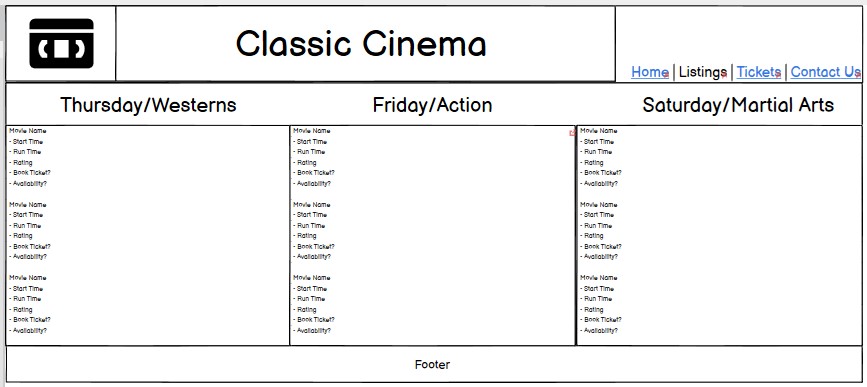 Classic Cinema
Home | Listings | Tickets | Contact Us
Thursday/Westerns
Friday/Action
Saturday/Martial Arts
Movie Name
- Start Time
- Run Time
- Rating
- Book Ticket?
- Availability?
Movie Name
- Start Time
- Run Time
- Rating
- Book Ticket?
- Availability?
Movie Name
- Start Time
- Run Time
- Rating
- Book Ticket?
- Availability?
Movie Name
- Start Time
- Run Time
- Rating
- Book Ticket?
- Availability?
Movie Name
- Start Time
- Run Time
- Rating
- Book Ticket?
- Availability?
Movie Name
- Start Time
- Run Time
- Rating
- Book Ticket?
- Availability?
Movie Name
- Start Time
- Run Time
- Rating
- Book Ticket?
- Availability?
Movie Name
- Start Time
- Run Time
- Rating
- Book Ticket?
- Availability?
Movie Name
- Start Time
- Run Time
- Rating
- Book Ticket?
- Availability?
Footer